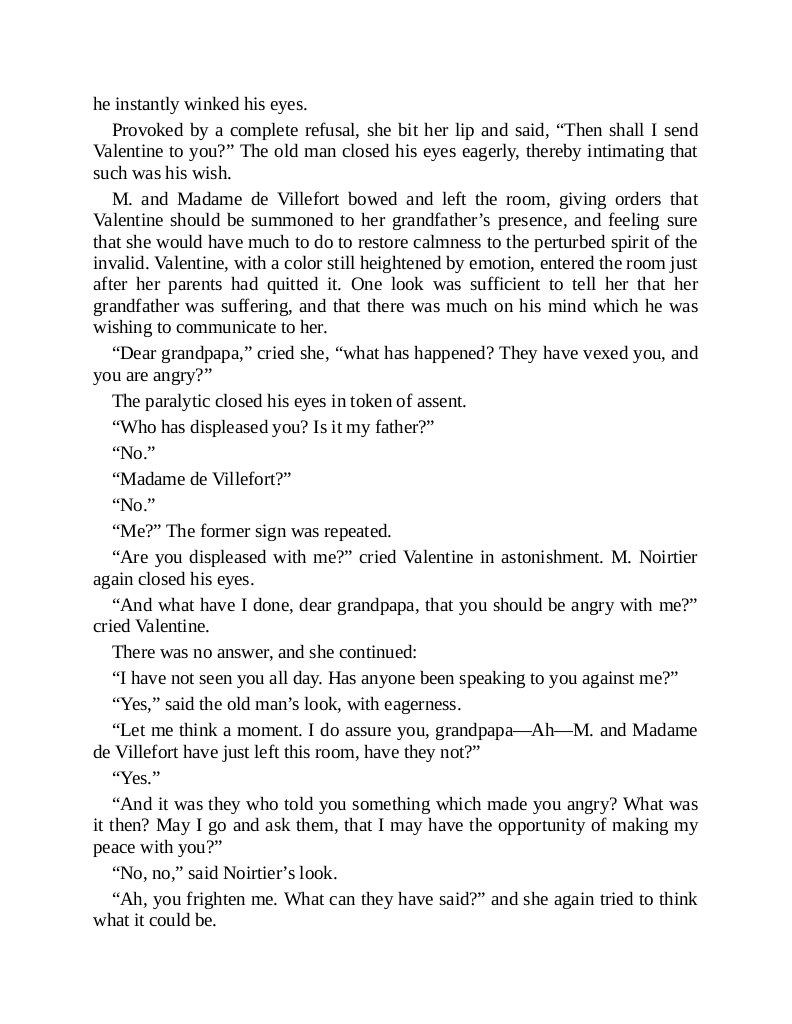 he instantly winked his eyes.
Provoked by a complete refusal, she bit her lip and said, “Then shall I send
Valentine to you?” The old man closed his eyes eagerly, thereby intimating that
such was his wish.
M. and Madame de Villefort bowed and left the room, giving orders that
Valentine should be summoned to her grandfather’s presence, and feeling sure
that she would have much to do to restore calmness to the perturbed spirit of the
invalid. Valentine, with a color still heightened by emotion, entered the room just
after her parents had quitted it. One look was sufficient to tell her that her
grandfather was suffering, and that there was much on his mind which he was
wishing to communicate to her.
“Dear grandpapa,” cried she, “what has happened? They have vexed you, and
you are angry?”
The paralytic closed his eyes in token of assent.
“Who has displeased you? Is it my father?”
“No.”
“Madame de Villefort?”
“No.”
“Me?” The former sign was repeated.
“Are you displeased with me?” cried Valentine in astonishment. M. Noirtier
again closed his eyes.
“And what have I done, dear grandpapa, that you should be angry with me?”
cried Valentine.
There was no answer, and she continued:
“I have not seen you all day. Has anyone been speaking to you against me?”
“Yes,” said the old man’s look, with eagerness.
“Let me think a moment. I do assure you, grandpapa—Ah—M. and Madame
de Villefort have just left this room, have they not?”
“Yes.”
“And it was they who told you something which made you angry? What was
it then? May I go and ask them, that I may have the opportunity of making my
peace with you?”
“No, no,” said Noirtier’s look.
“Ah, you frighten me. What can they have said?” and she again tried to think
what it could be.